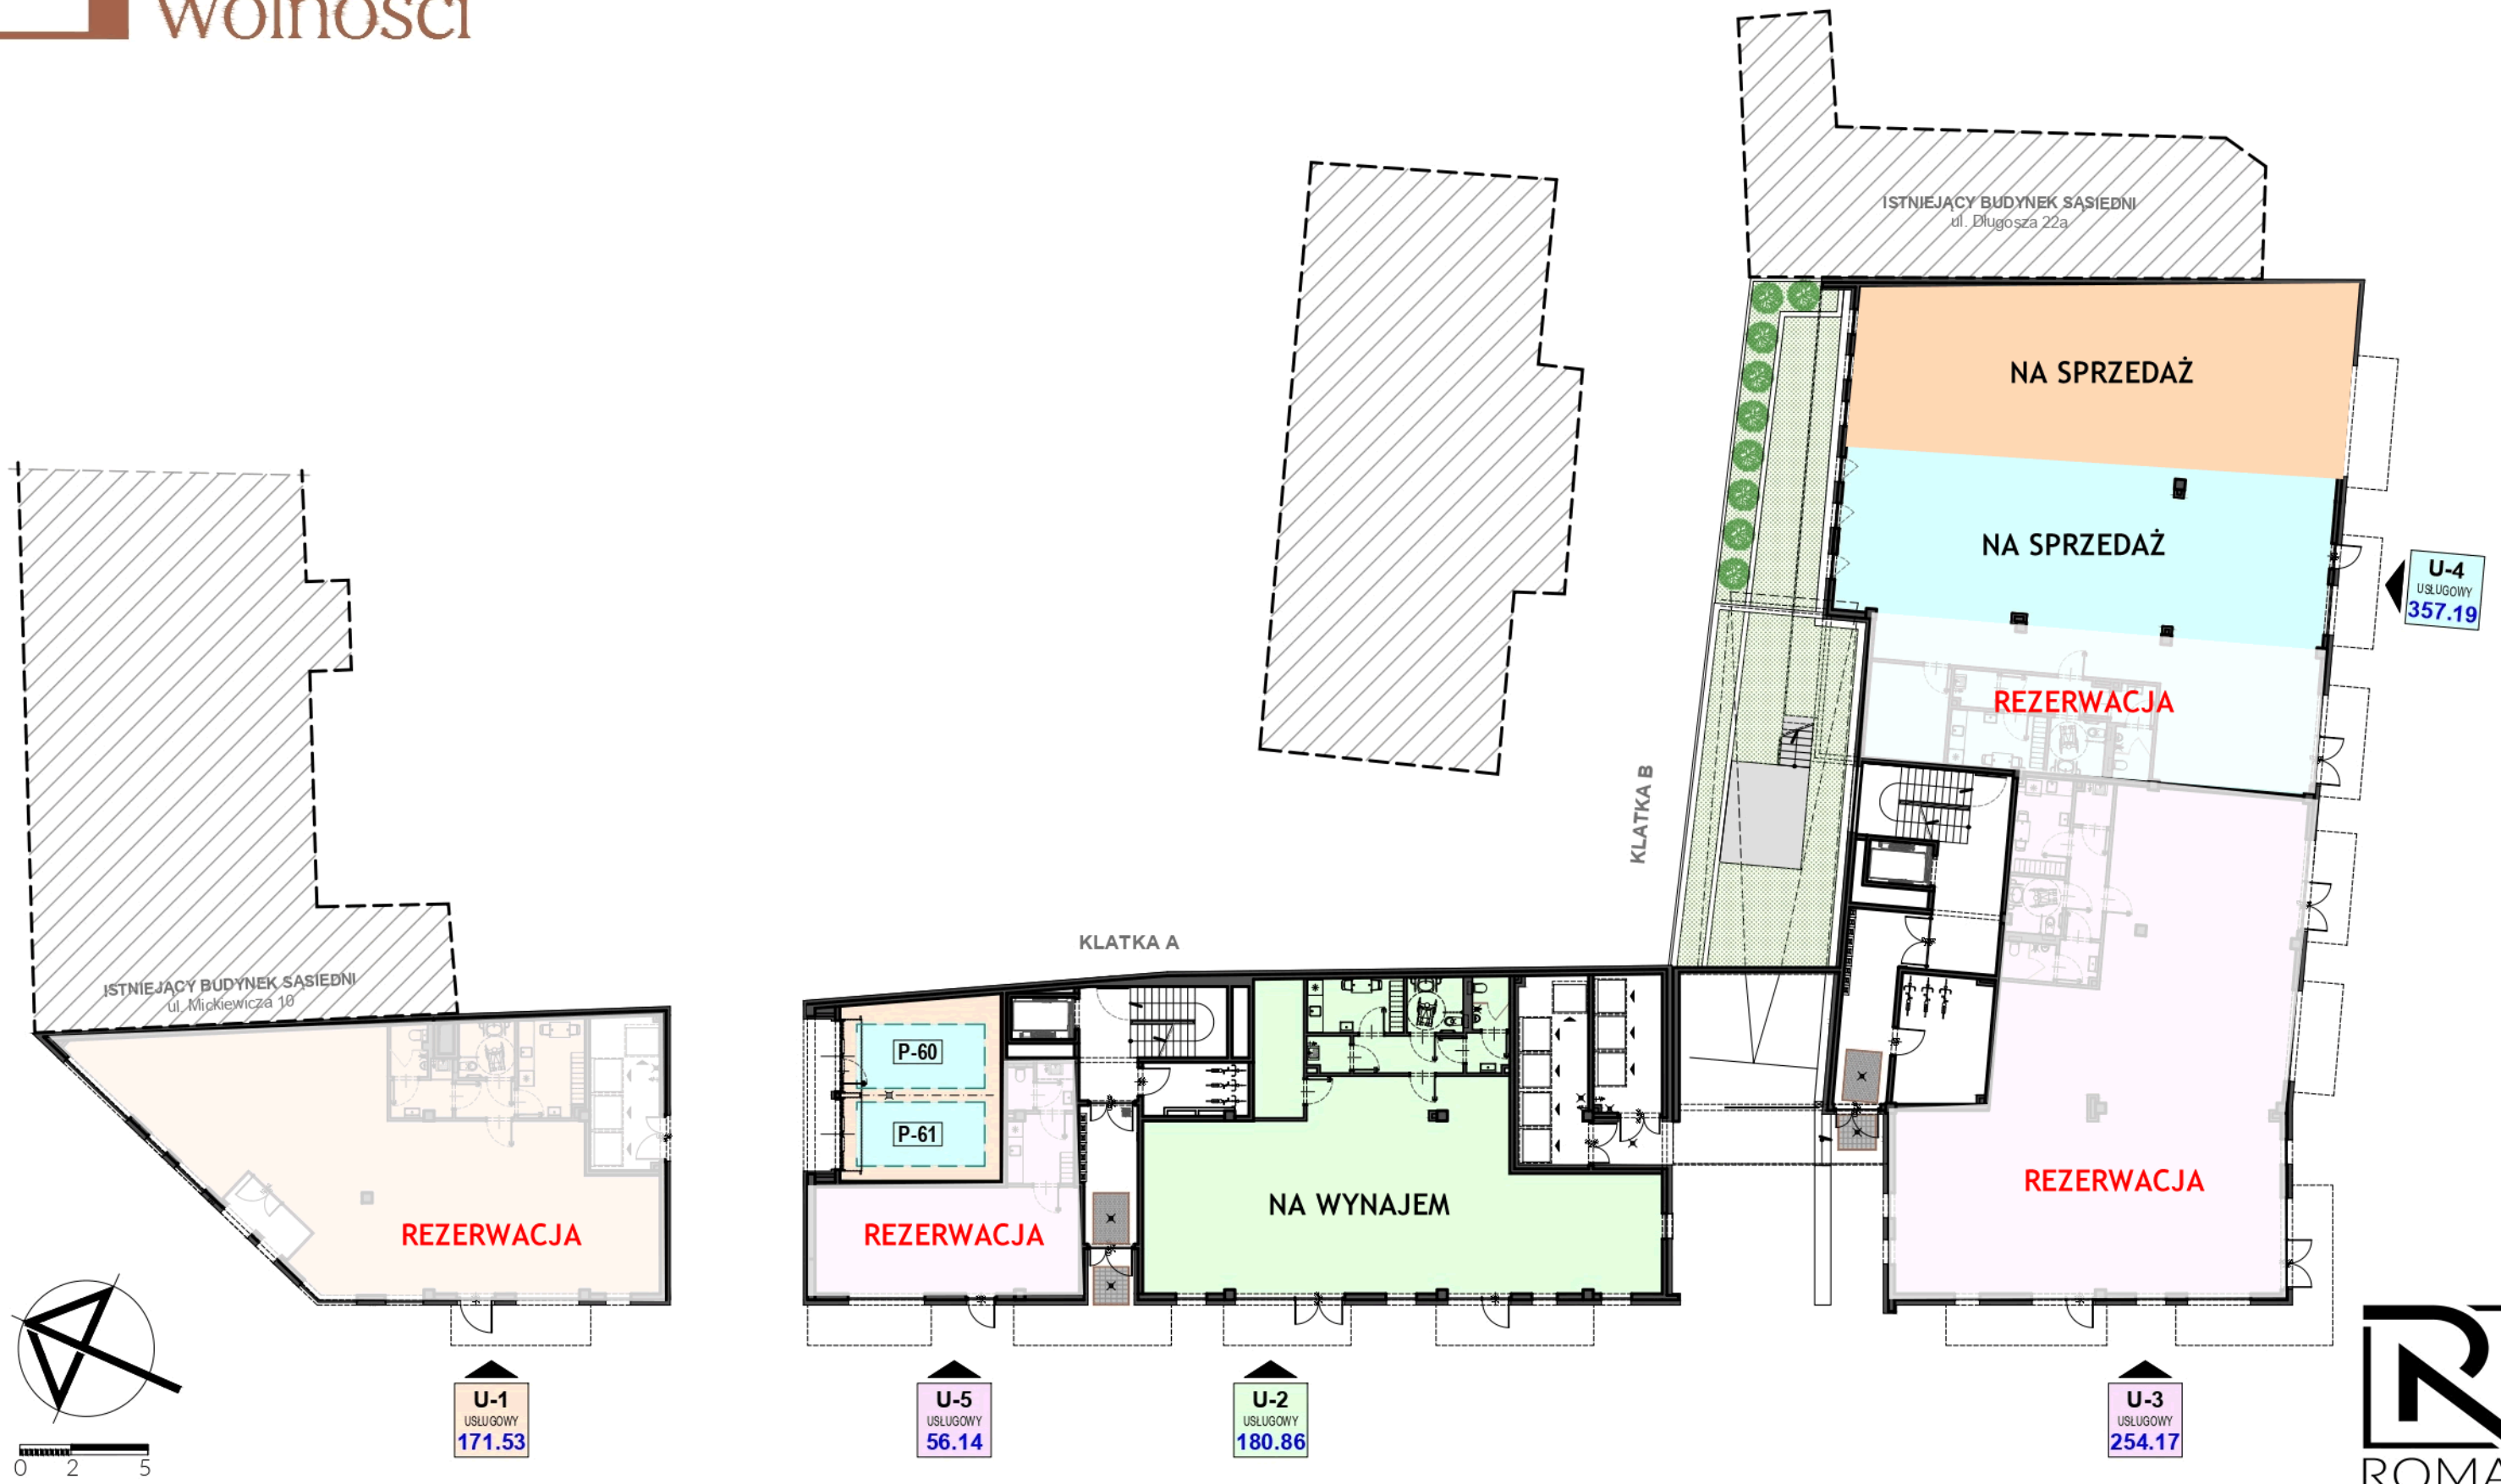 Wolności
ISTNIEJĄCY BUDYNEK SĄSIEDNI
ul. Długosza 22a
NA SPRZEDAŻ
NA SPRZEDAŻ
U-4
USŁUGOWY
357.19
REZERWACJA
KLATKA B
KLATKA A
ISTNIEJĄCY BUDYNEK SĄSIEDNI
ul. Mickiewicza 10
P-60
P-61
REZERWACJA
REZERWACJA
NA WYNAJEM
REZERWACJA
U-1
USŁUGOWY
171.53
U-5
USŁUGOWY
56.14
U-2
USŁUGOWY
180.86
U-3
USŁUGOWY
254.17
0 2 5
ROMA